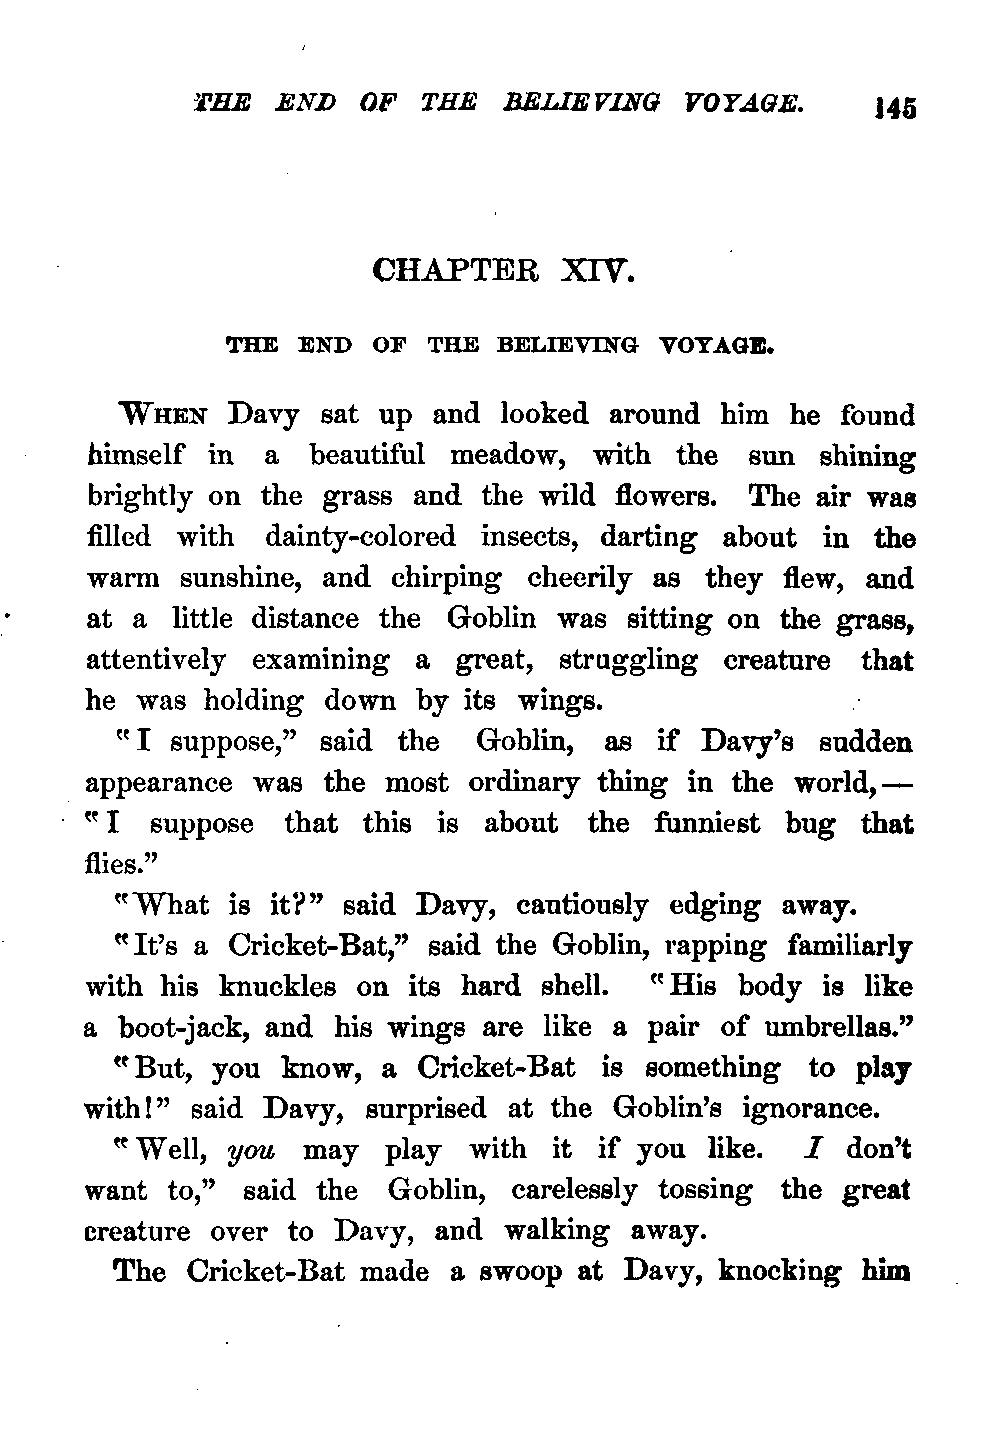 THE END OF THE BELIEVING VOYAGE. 145
CHAPTER XIV.
THE END OF THE BELIEVING VOYAGE.
WHEN Davy sat up and looked around him he found
himself in a beautiful meadow, with the sun shining
brightly on the grass and the wild flowers. The air was
filled with dainty-colored insects, darting about in the
warm sunshine, and chirping cheerily as they flew, and
at a little distance the Goblin was sitting on the grass,
attentively examining a great, struggling creature that
he was holding down by its wings.
“I suppose,” said the Goblin, as if Davy’s sudden
appearance was the most ordinary thing in the world,—
“I suppose that this is about the funniest bug that
flies.”
“What is it?” said Davy, cautiously edging away.
“It’s a Cricket-Bat,” said the Goblin, rapping familiarly
with his knuckles on its hard shell. “His body is like
a boot-jack, and his wings are like a pair of umbrellas.”
“But, you know, a Cricket-Bat is something to play
with!” said Davy, surprised at the Goblin’s ignorance.
“Well, you may play with it if you like. I don’t
want to,” said the Goblin, carelessly tossing the great
creature over to Davy, and walking away.
The Cricket-Bat made a swoop at Davy, knocking him